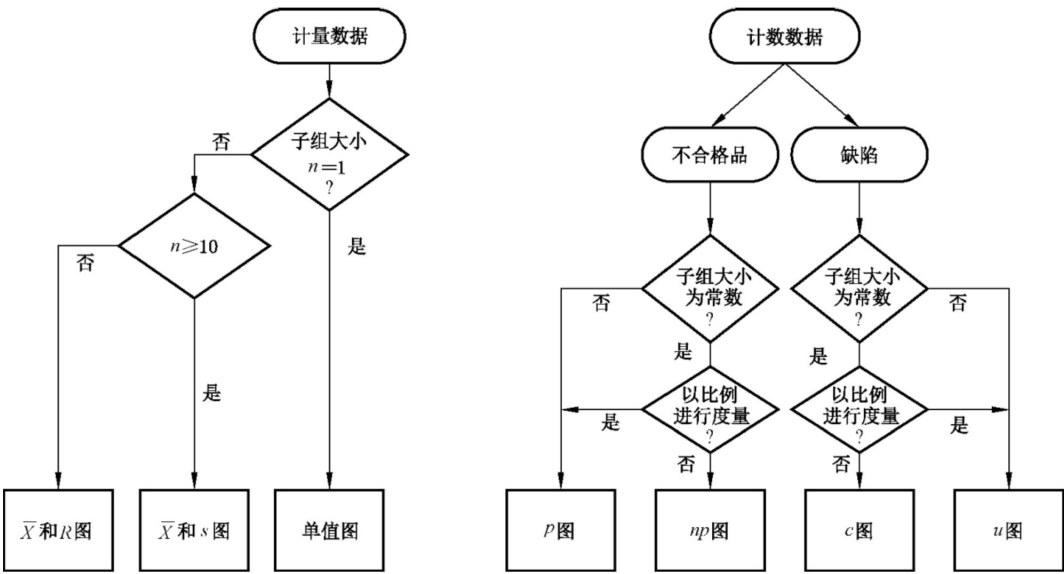 计量数据
子组大小
n=1
?
否
是
n≥10
否
是
X̄和R图
X̄和s图
单值图
计数数据
不合格品
缺陷
子组大小
为常数
?
否
是
子组大小
为常数
?
否
是
以比例
进行度量
?
是
否
以比例
进行度量
?
是
否
p图
np图
c图
u图